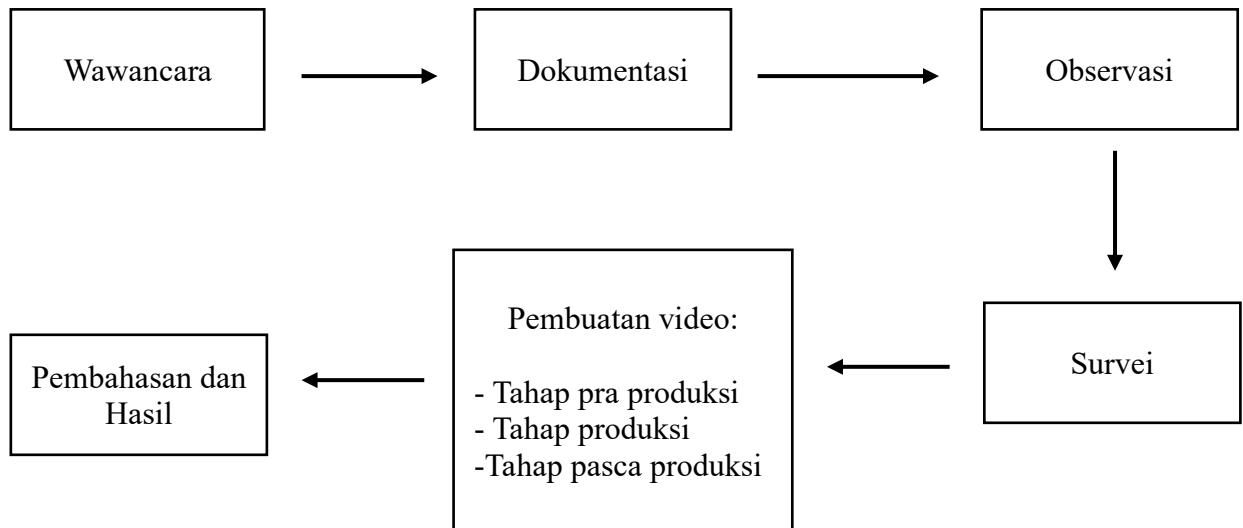 Wawancara
Dokumentasi
Observasi
Survei
Pembuatan video:
- Tahap pra produksi
- Tahap produksi
-Tahap pasca produksi
Pembahasan dan
Hasil